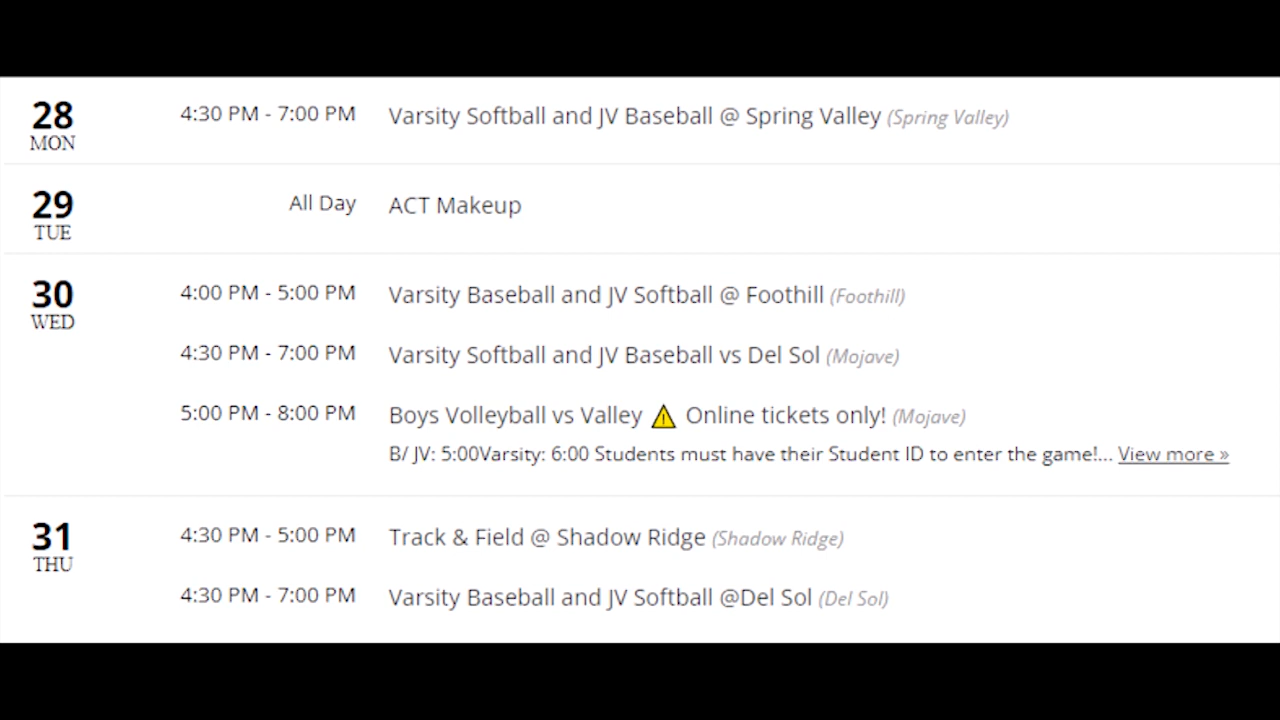 28
MON
4:30 PM - 7:00 PM
Varsity Softball and JV Baseball @ Spring Valley (Spring Valley)
29
TUE
All Day
ACT Makeup
30
WED
4:00 PM - 5:00 PM
Varsity Baseball and JV Softball @ Foothill (Foothill)
4:30 PM - 7:00 PM
Varsity Softball and JV Baseball vs Del Sol (Mojave)
5:00 PM - 8:00 PM
Boys Volleyball vs Valley ⚠ Online tickets only! (Mojave)
B/ JV: 5:00Varsity: 6:00 Students must have their Student ID to enter the game!... View more »
31
THU
4:30 PM - 5:00 PM
Track & Field @ Shadow Ridge (Shadow Ridge)
4:30 PM - 7:00 PM
Varsity Baseball and JV Softball @Del Sol (Del Sol)